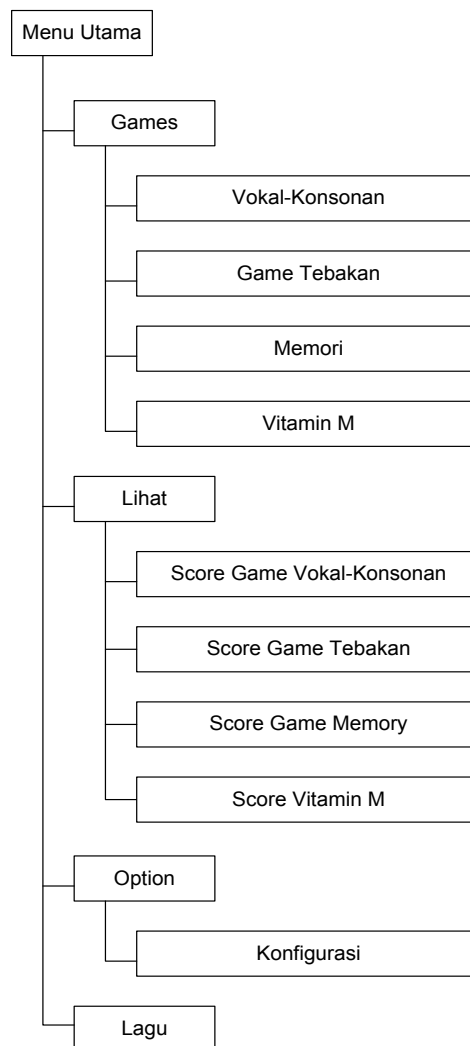 Menu Utama
Games
Vokal-Konsonan
Game Tebakan
Memori
Vitamin M
Lihat
Score Game Vokal-Konsonan
Score Game Tebakan
Score Game Memory
Score Vitamin M
Option
Konfigurasi
Lagu